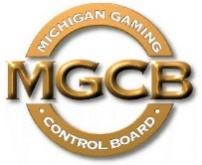 MICHIGAN GAMING
MGCB
• CONTROL BOARD •